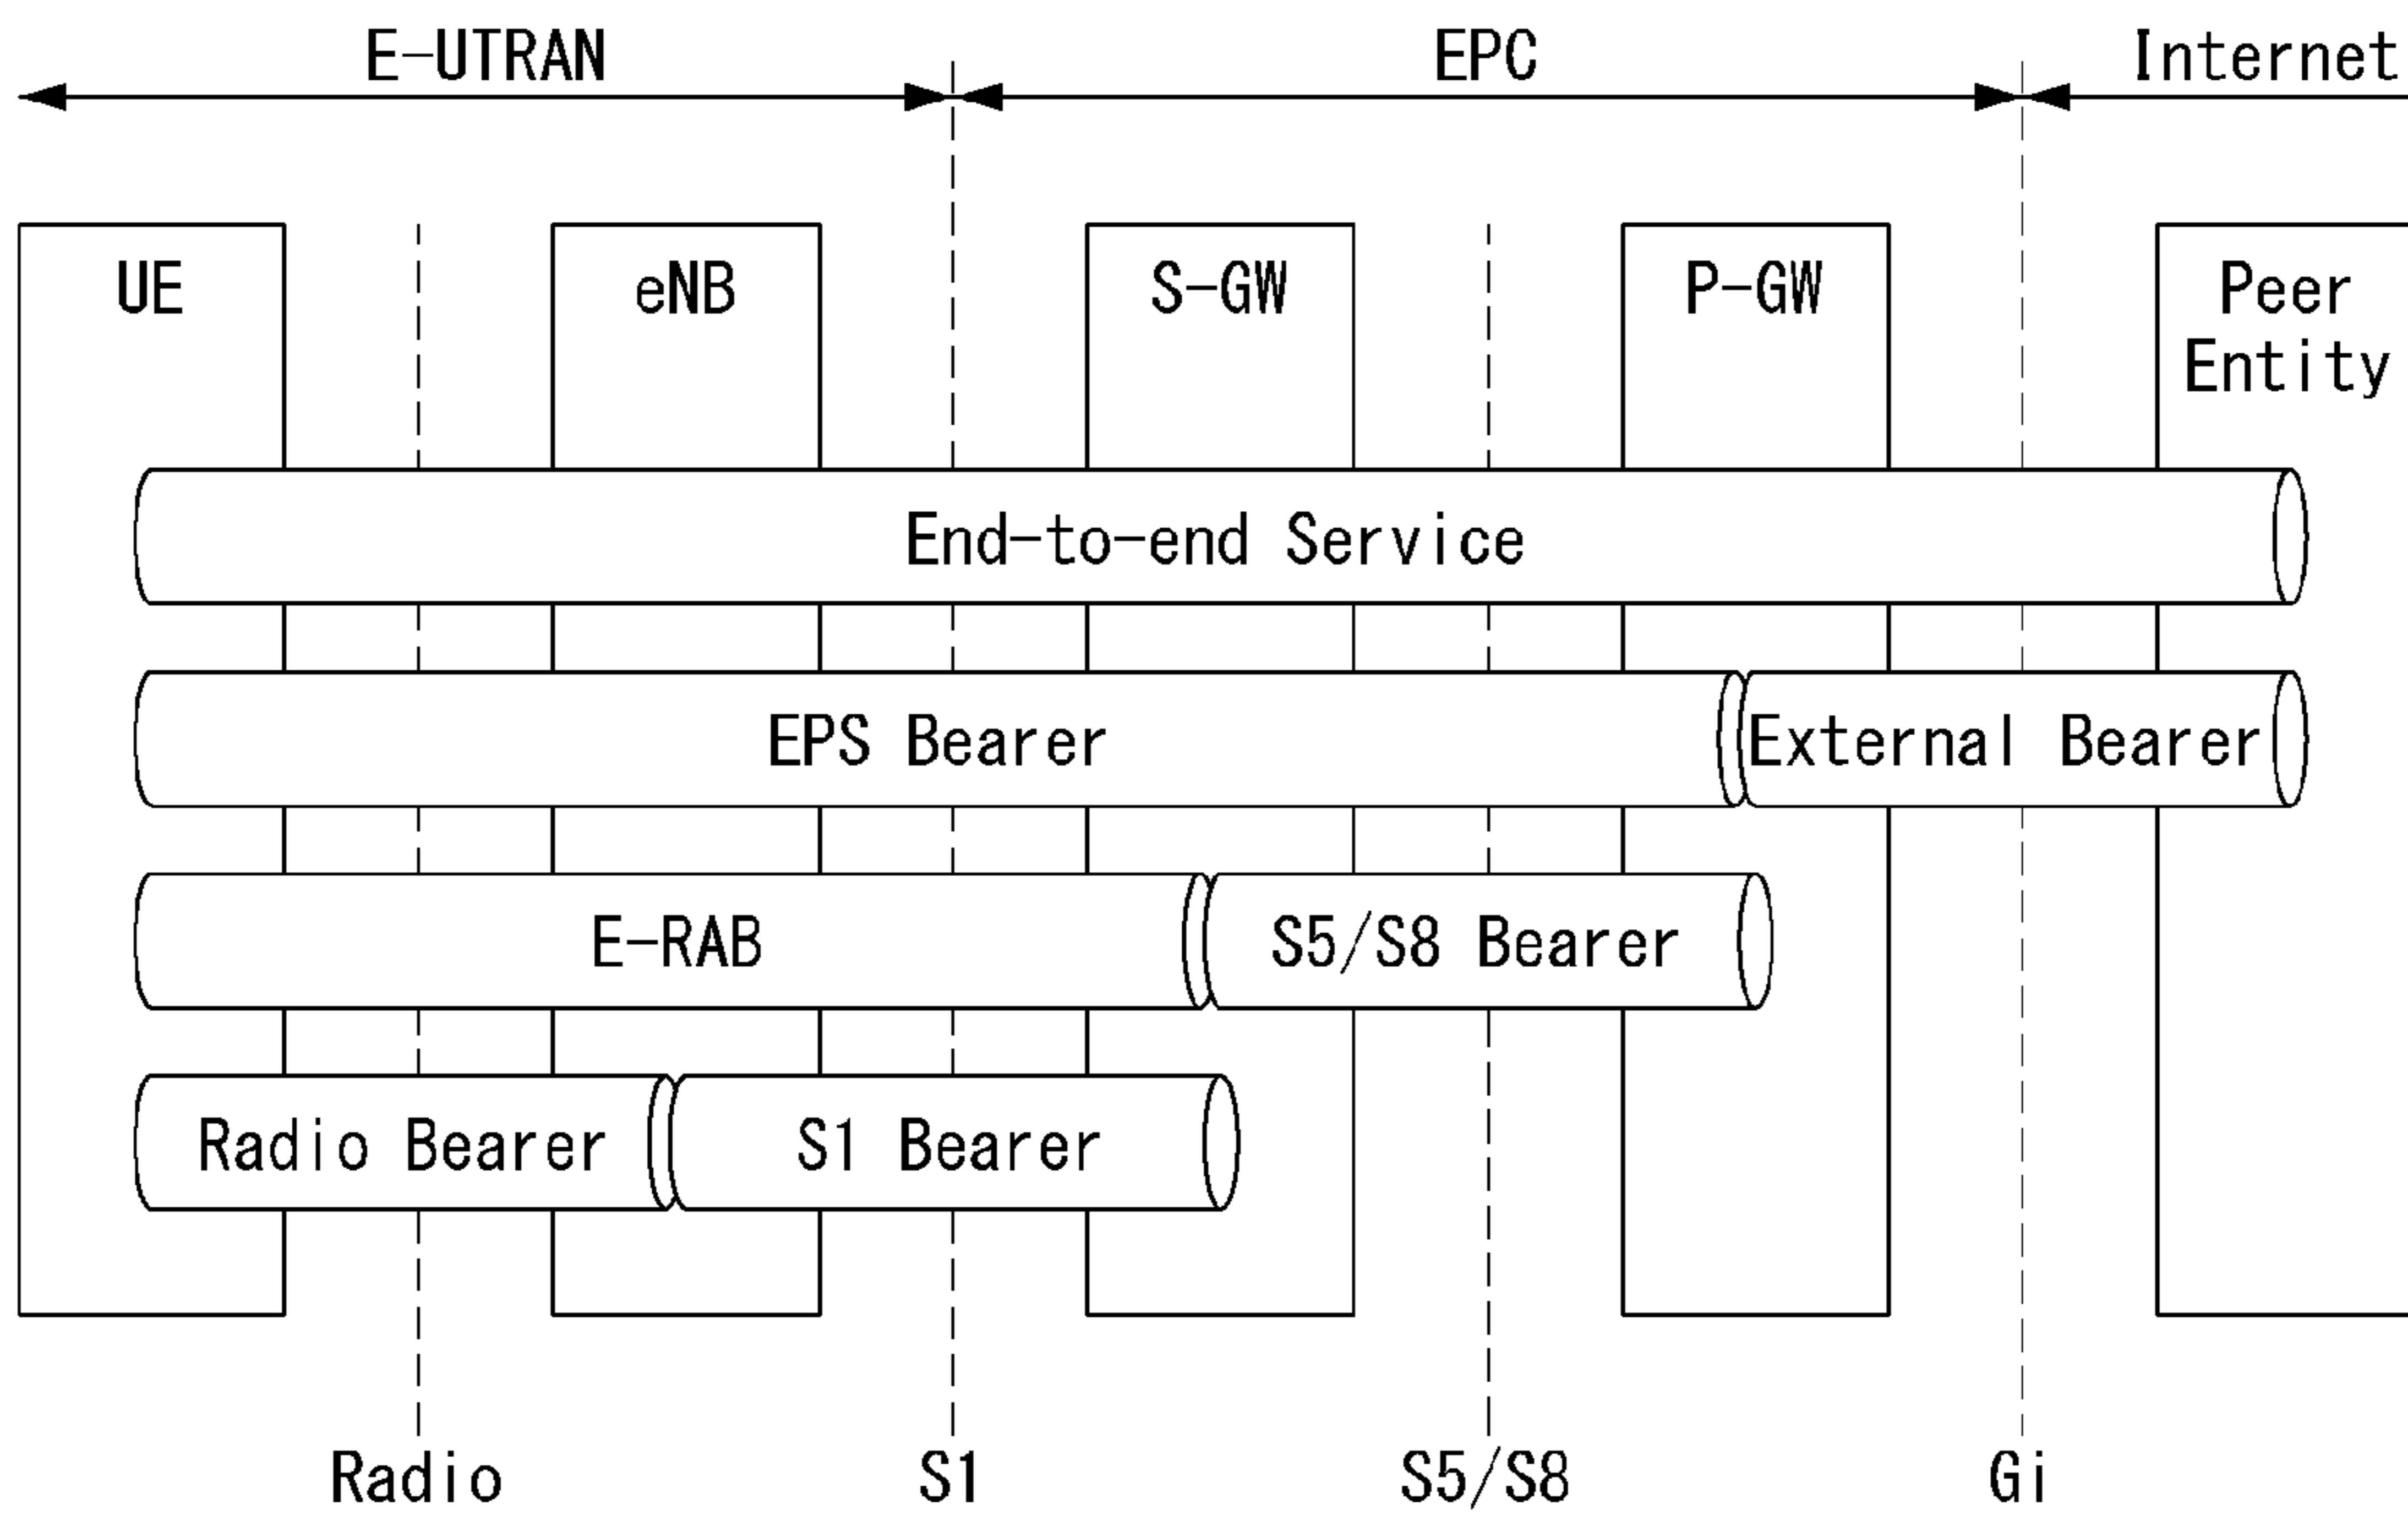 E-UTRAN EPC Internet
UE eNB S-GW P-GW Peer
Entity
End-to-end Service
EPS Bearer External Bearer
E-RAB S5/S8 Bearer
Radio Bearer S1 Bearer
Radio S1 S5/S8 Gi